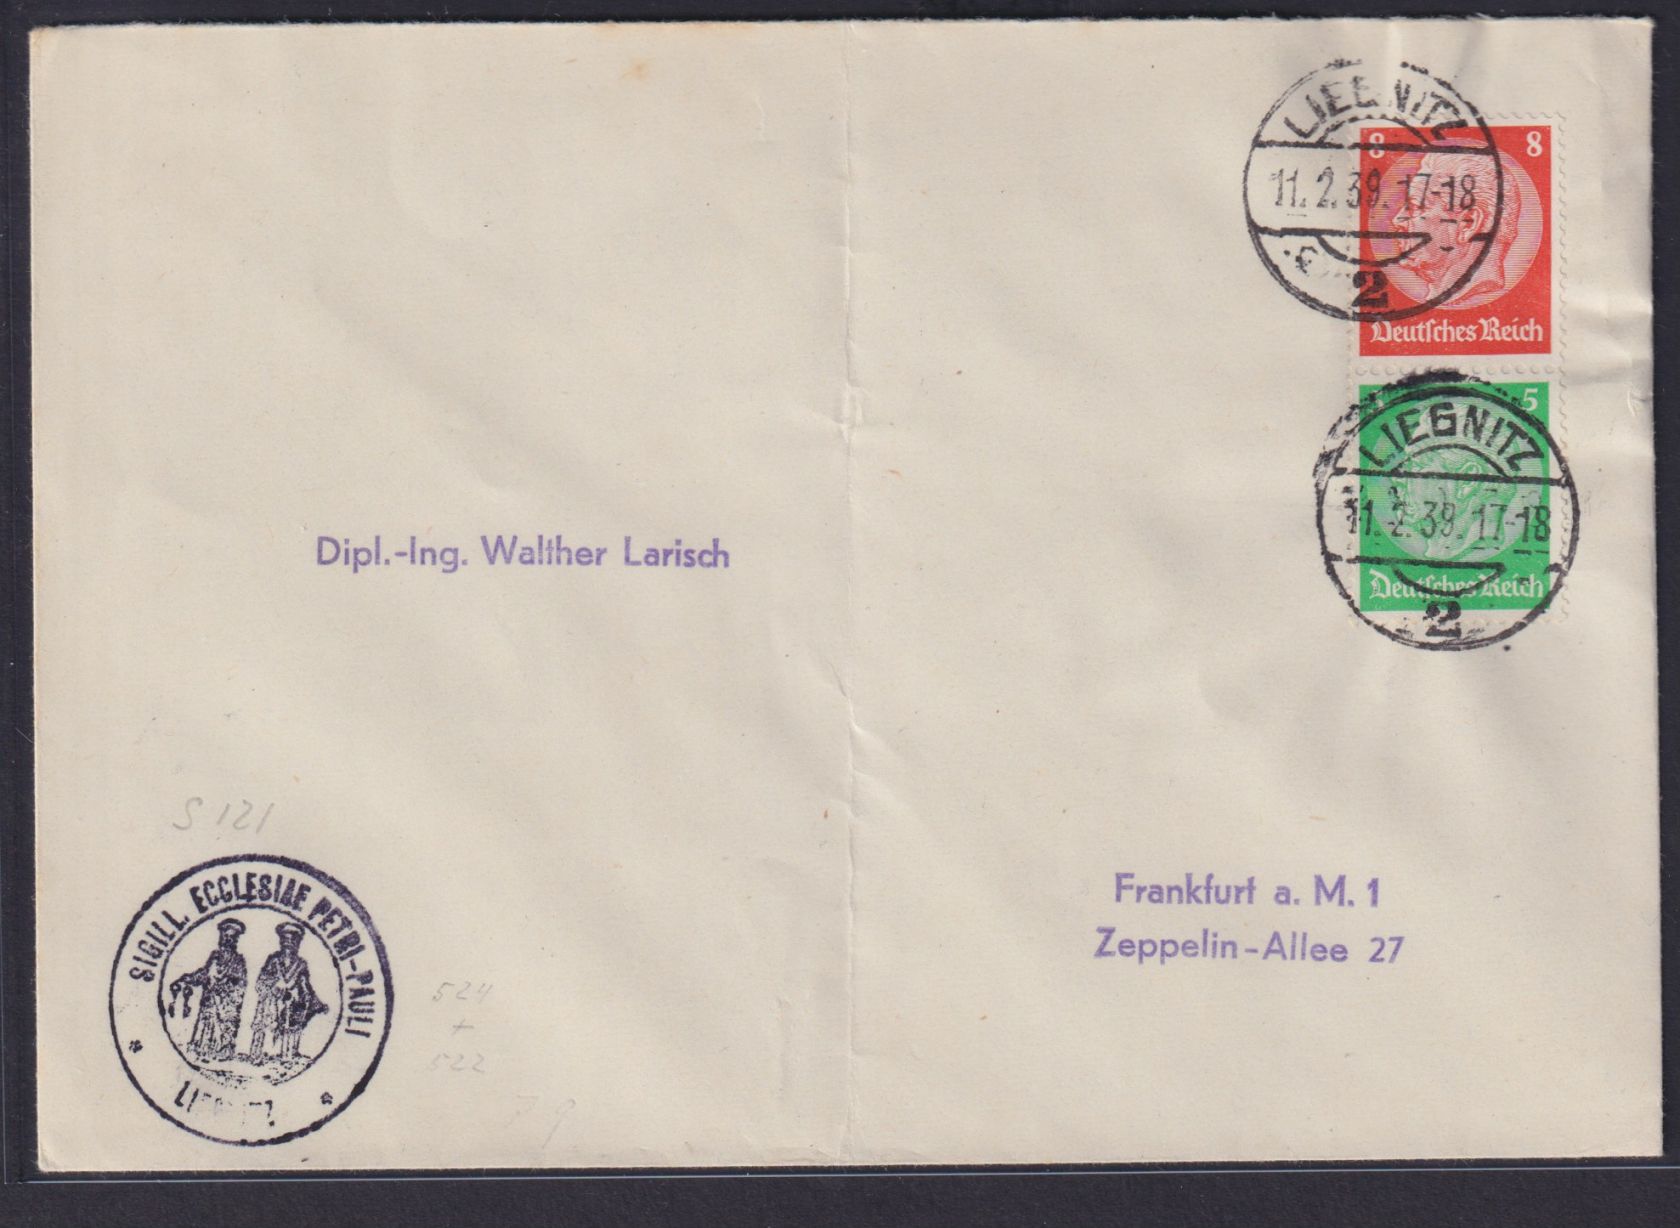 LIEGNITZ
11.2.39.17-18
c
2
8 8
Deutsches Reich
5
LIEGNITZ
11.2.39.17-18
2
Deutsches Reich
Dipl.-Ing. Walther Larisch
S 121
SIGILL. ECCLESIAE PETRI-PAULI
* *
Frankfurt a. M. 1
Zeppelin-Allee 27
524
+
522